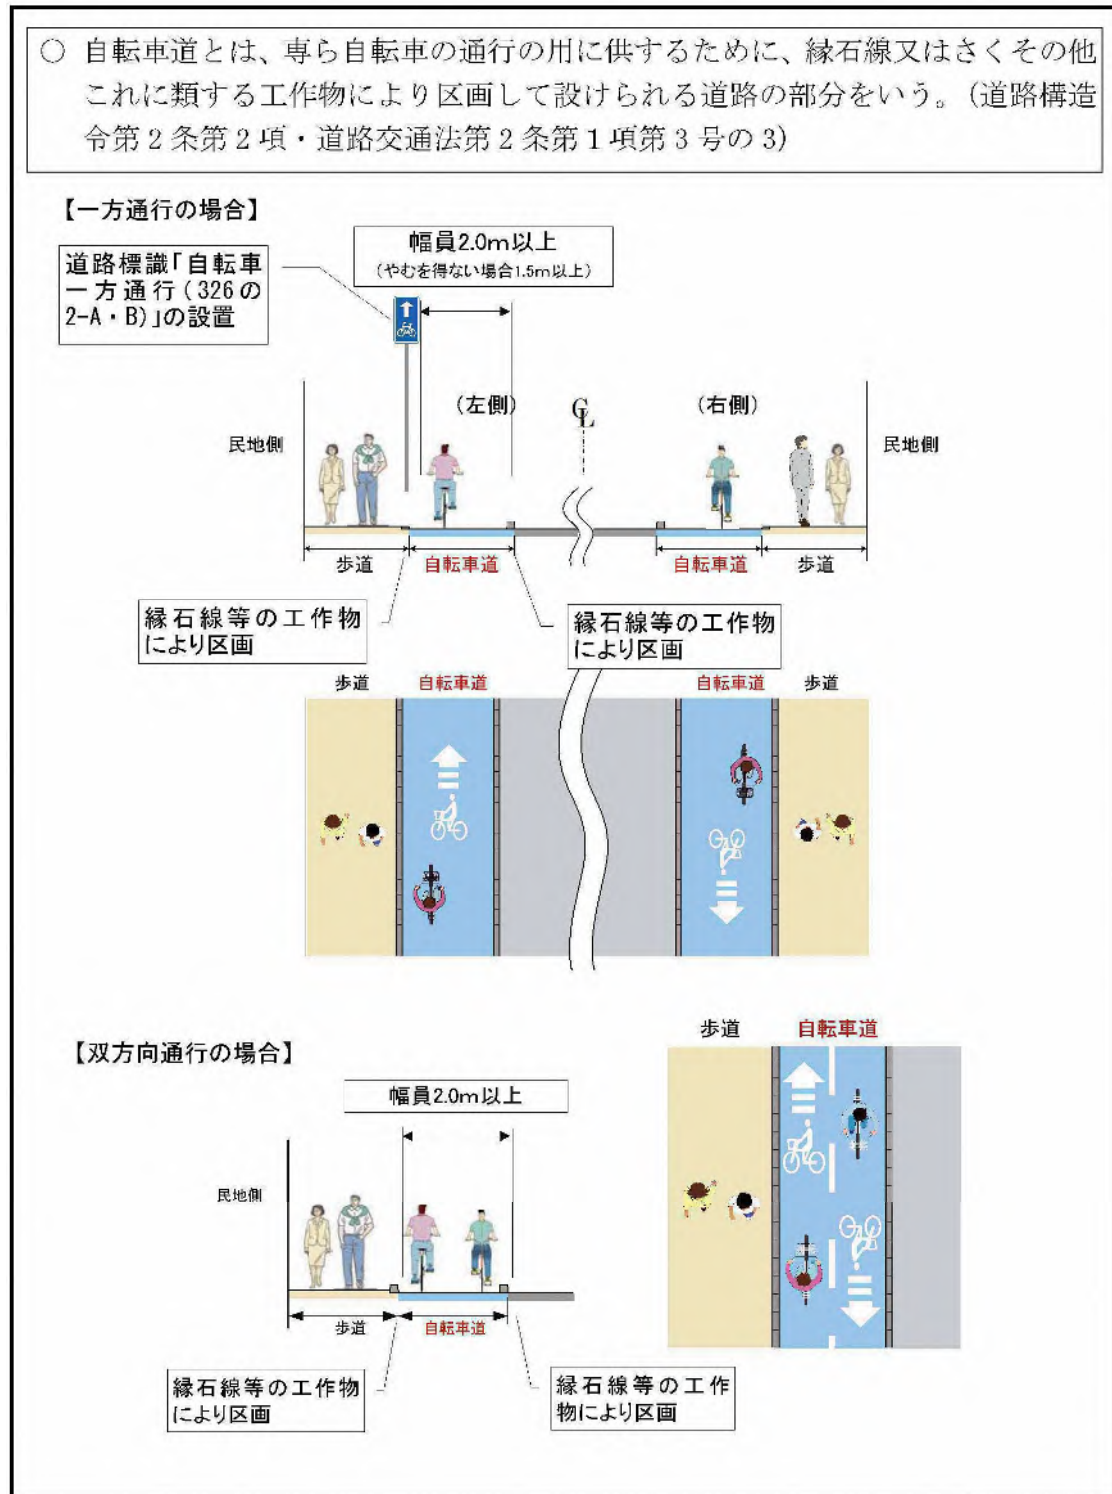 ○ 自転車道とは、専ら自転車の通行の用に供するために、縁石線又はさくその他
これに類する工作物により区画して設けられる道路の部分をいう。(道路構造
令第2条第2項・道路交通法第2条第1項第3号の3)
【一方通行の場合】
道路標識「自転車
一方通行(326の
2-A・B)」の設置
幅員2.0m以上
(やむを得ない場合1.5m以上)
(左側)
CL
(右側)
民地側
民地側
歩道
自転車道
自転車道
歩道
縁石線等の工作物
により区画
縁石線等の工作物
により区画
歩道
自転車道
自転車道
歩道
【双方向通行の場合】
幅員2.0m以上
民地側
歩道
自転車道
縁石線等の工作物
により区画
縁石線等の工作
物により区画
歩道
自転車道